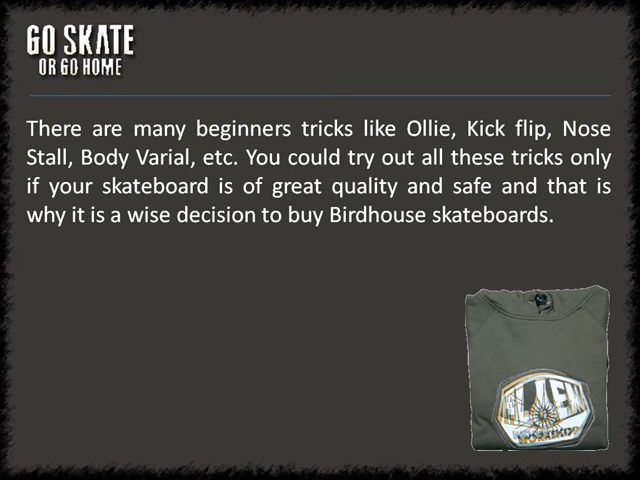 GO SKATE
OR GO HOME
There are many beginners tricks like Ollie, Kick flip, Nose
Stall, Body Varial, etc. You could try out all these tricks only
if your skateboard is of great quality and safe and that is
why it is a wise decision to buy Birdhouse skateboards.
ALIEN
WORKSHOP